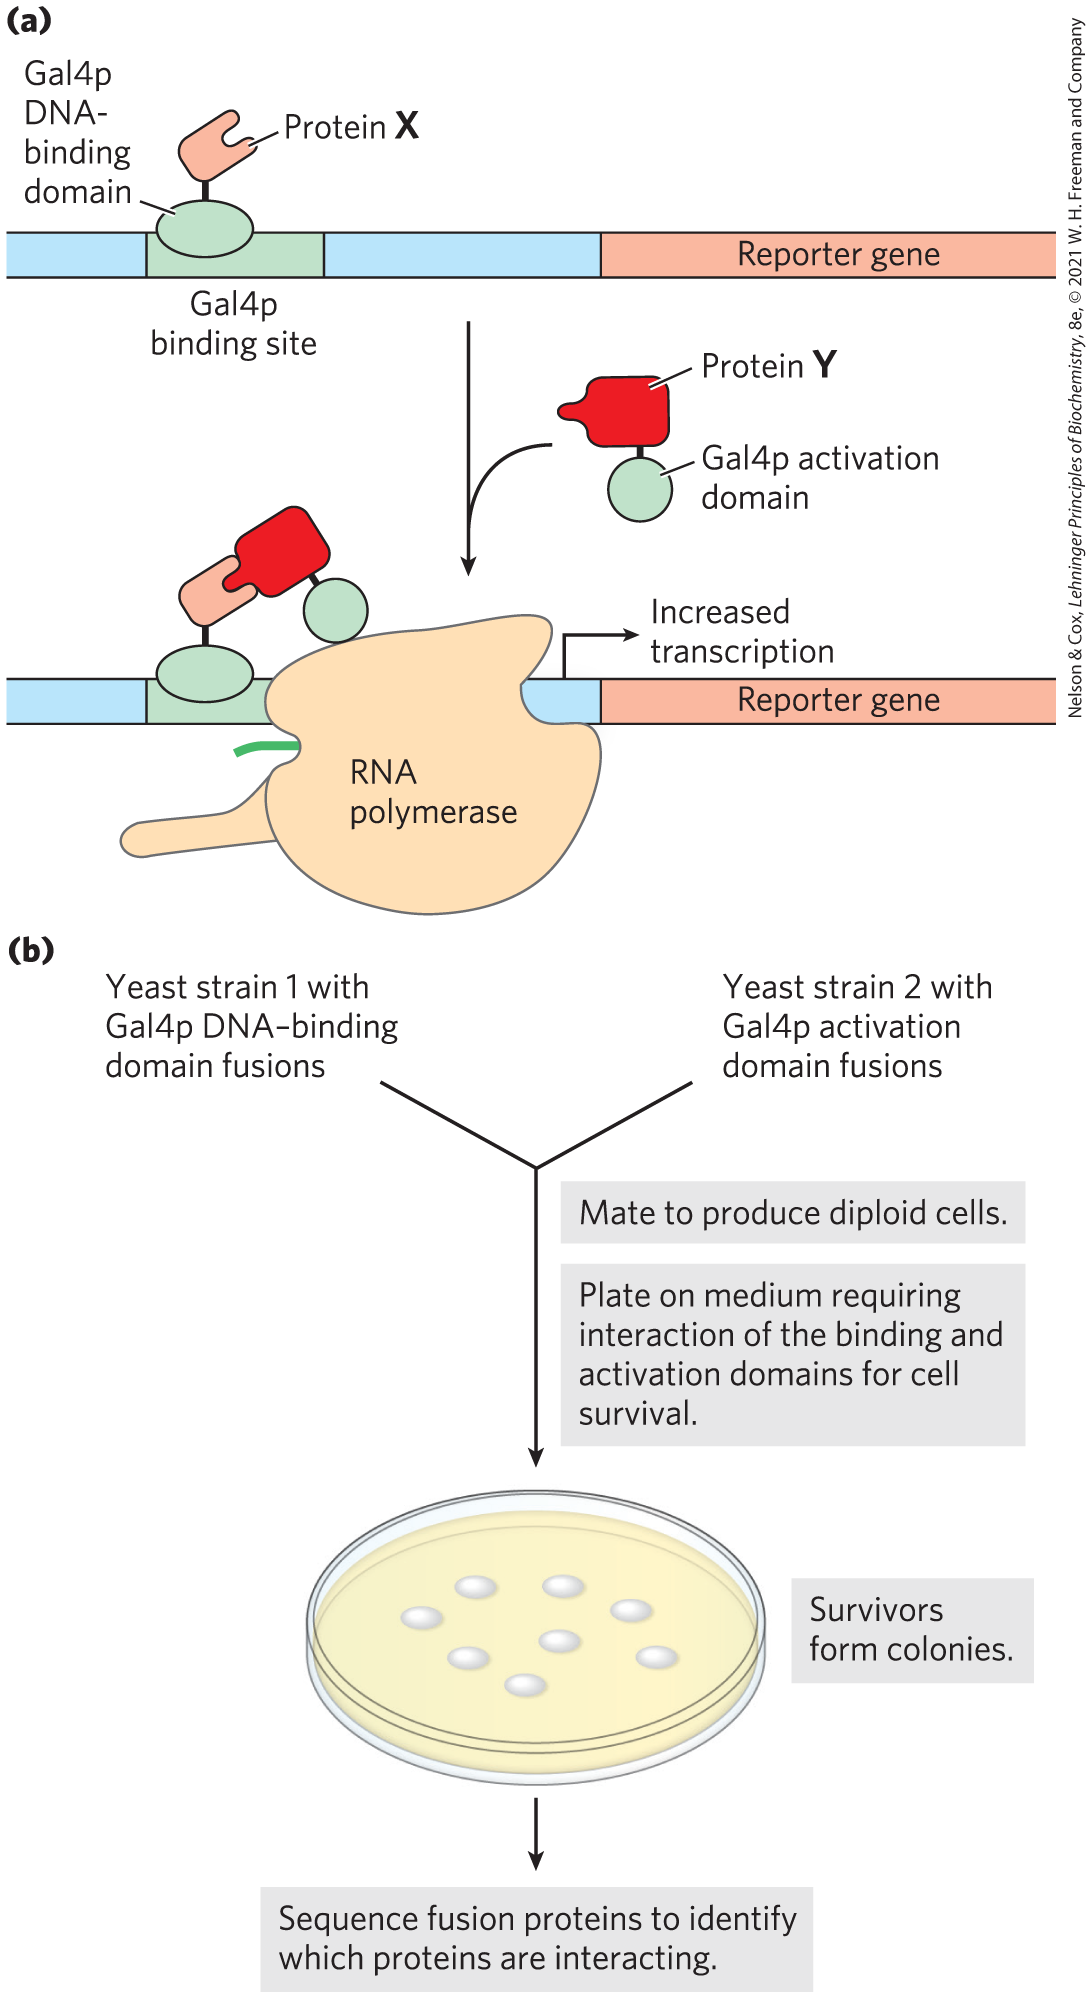 (a)
Gal4p
DNA-
binding
domain
Protein X
Reporter gene
Gal4p
binding site
Protein Y
Gal4p activation
domain
Increased
transcription
Reporter gene
RNA
polymerase
Nelson & Cox, Lehninger Principles of Biochemistry, 8e, © 2021 W. H. Freeman and Company
(b)
Yeast strain 1 with
Gal4p DNA–binding
domain fusions
Yeast strain 2 with
Gal4p activation
domain fusions
Mate to produce diploid cells.
Plate on medium requiring
interaction of the binding and
activation domains for cell
survival.
Survivors
form colonies.
Sequence fusion proteins to identify
which proteins are interacting.